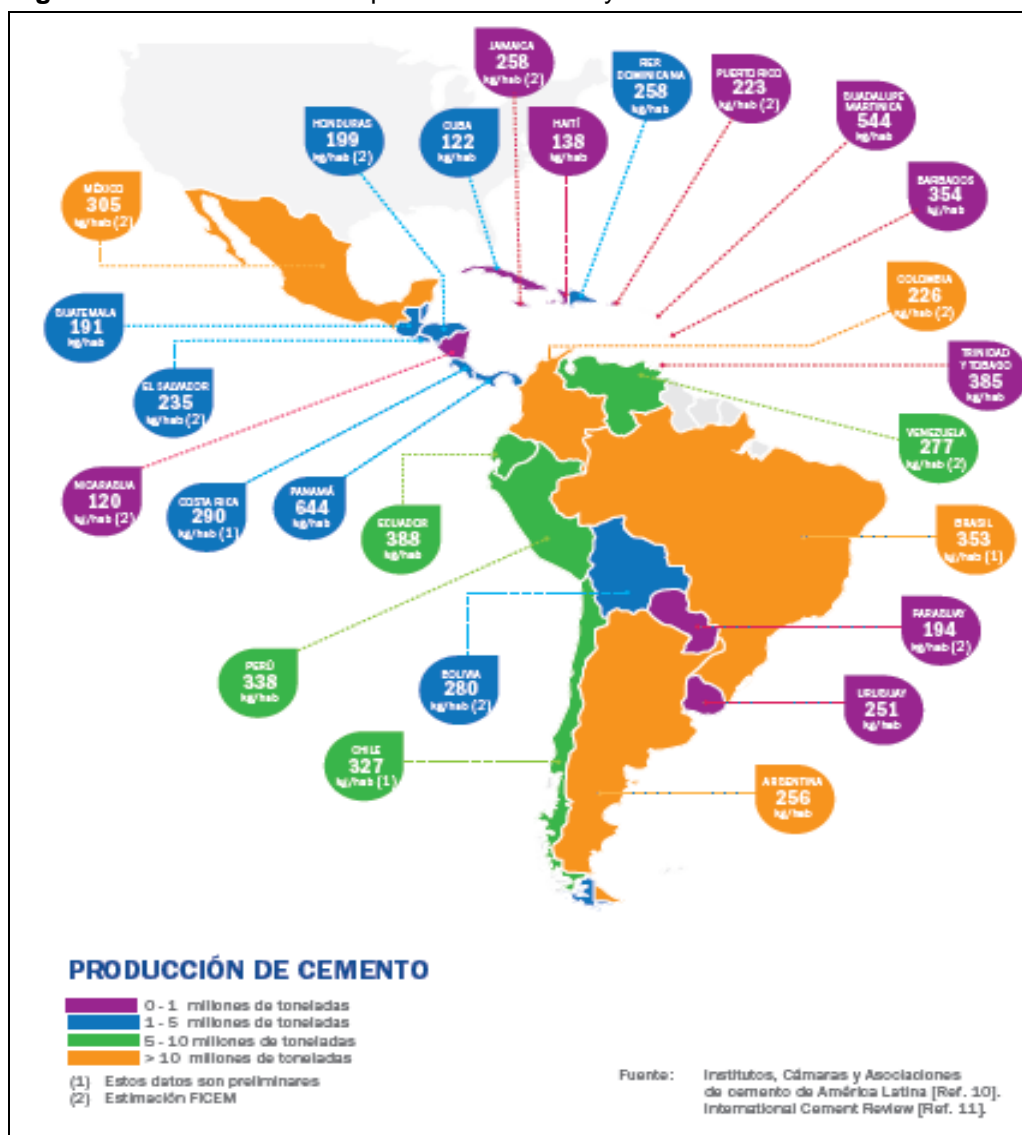 JAMAICA
258
kg/hab (2)
REP.
DOMINICANA
258
kg/hab
PUERTO RICO
223
kg/hab (2)
GUADALUPE
MARTINICA
544
kg/hab
HONDURAS
199
kg/hab (2)
CUBA
122
kg/hab
HAITÍ
138
kg/hab
BARBADOS
354
kg/hab
MÉXICO
305
kg/hab (2)
COLOMBIA
226
kg/hab (2)
GUATEMALA
191
kg/hab
TRINIDAD
Y TOBAGO
385
kg/hab
EL SALVADOR
235
kg/hab (2)
VENEZUELA
277
kg/hab (2)
NICARAGUA
120
kg/hab (2)
COSTA RICA
290
kg/hab (1)
PANAMÁ
644
kg/hab
ECUADOR
388
kg/hab
BRASIL
353
kg/hab (1)
PARAGUAY
194
kg/hab (2)
PERÚ
338
kg/hab
BOLIVIA
280
kg/hab (2)
URUGUAY
251
kg/hab
CHILE
327
kg/hab (1)
ARGENTINA
256
kg/hab
PRODUCCIÓN DE CEMENTO
0 - 1 millones de toneladas
1 - 5 millones de toneladas
5 - 10 millones de toneladas
> 10 millones de toneladas
(1) Estos datos son preliminares
(2) Estimación FICEM
Fuente: Institutos, Cámaras y Asociaciones
de cemento de América Latina [Ref. 10].
International Cement Review [Ref. 11].